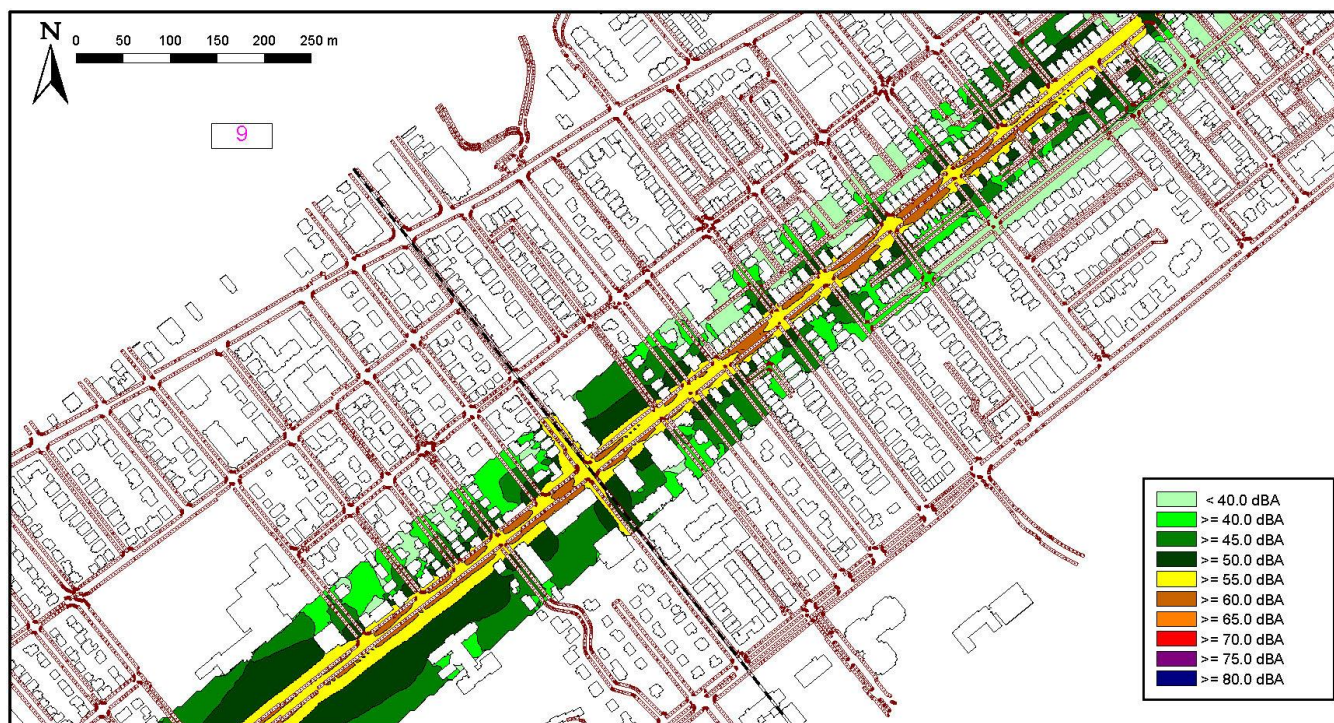 N
0 50 100 150 200 250 m
9
< 40.0 dBA
>= 40.0 dBA
>= 45.0 dBA
>= 50.0 dBA
>= 55.0 dBA
>= 60.0 dBA
>= 65.0 dBA
>= 70.0 dBA
>= 75.0 dBA
>= 80.0 dBA